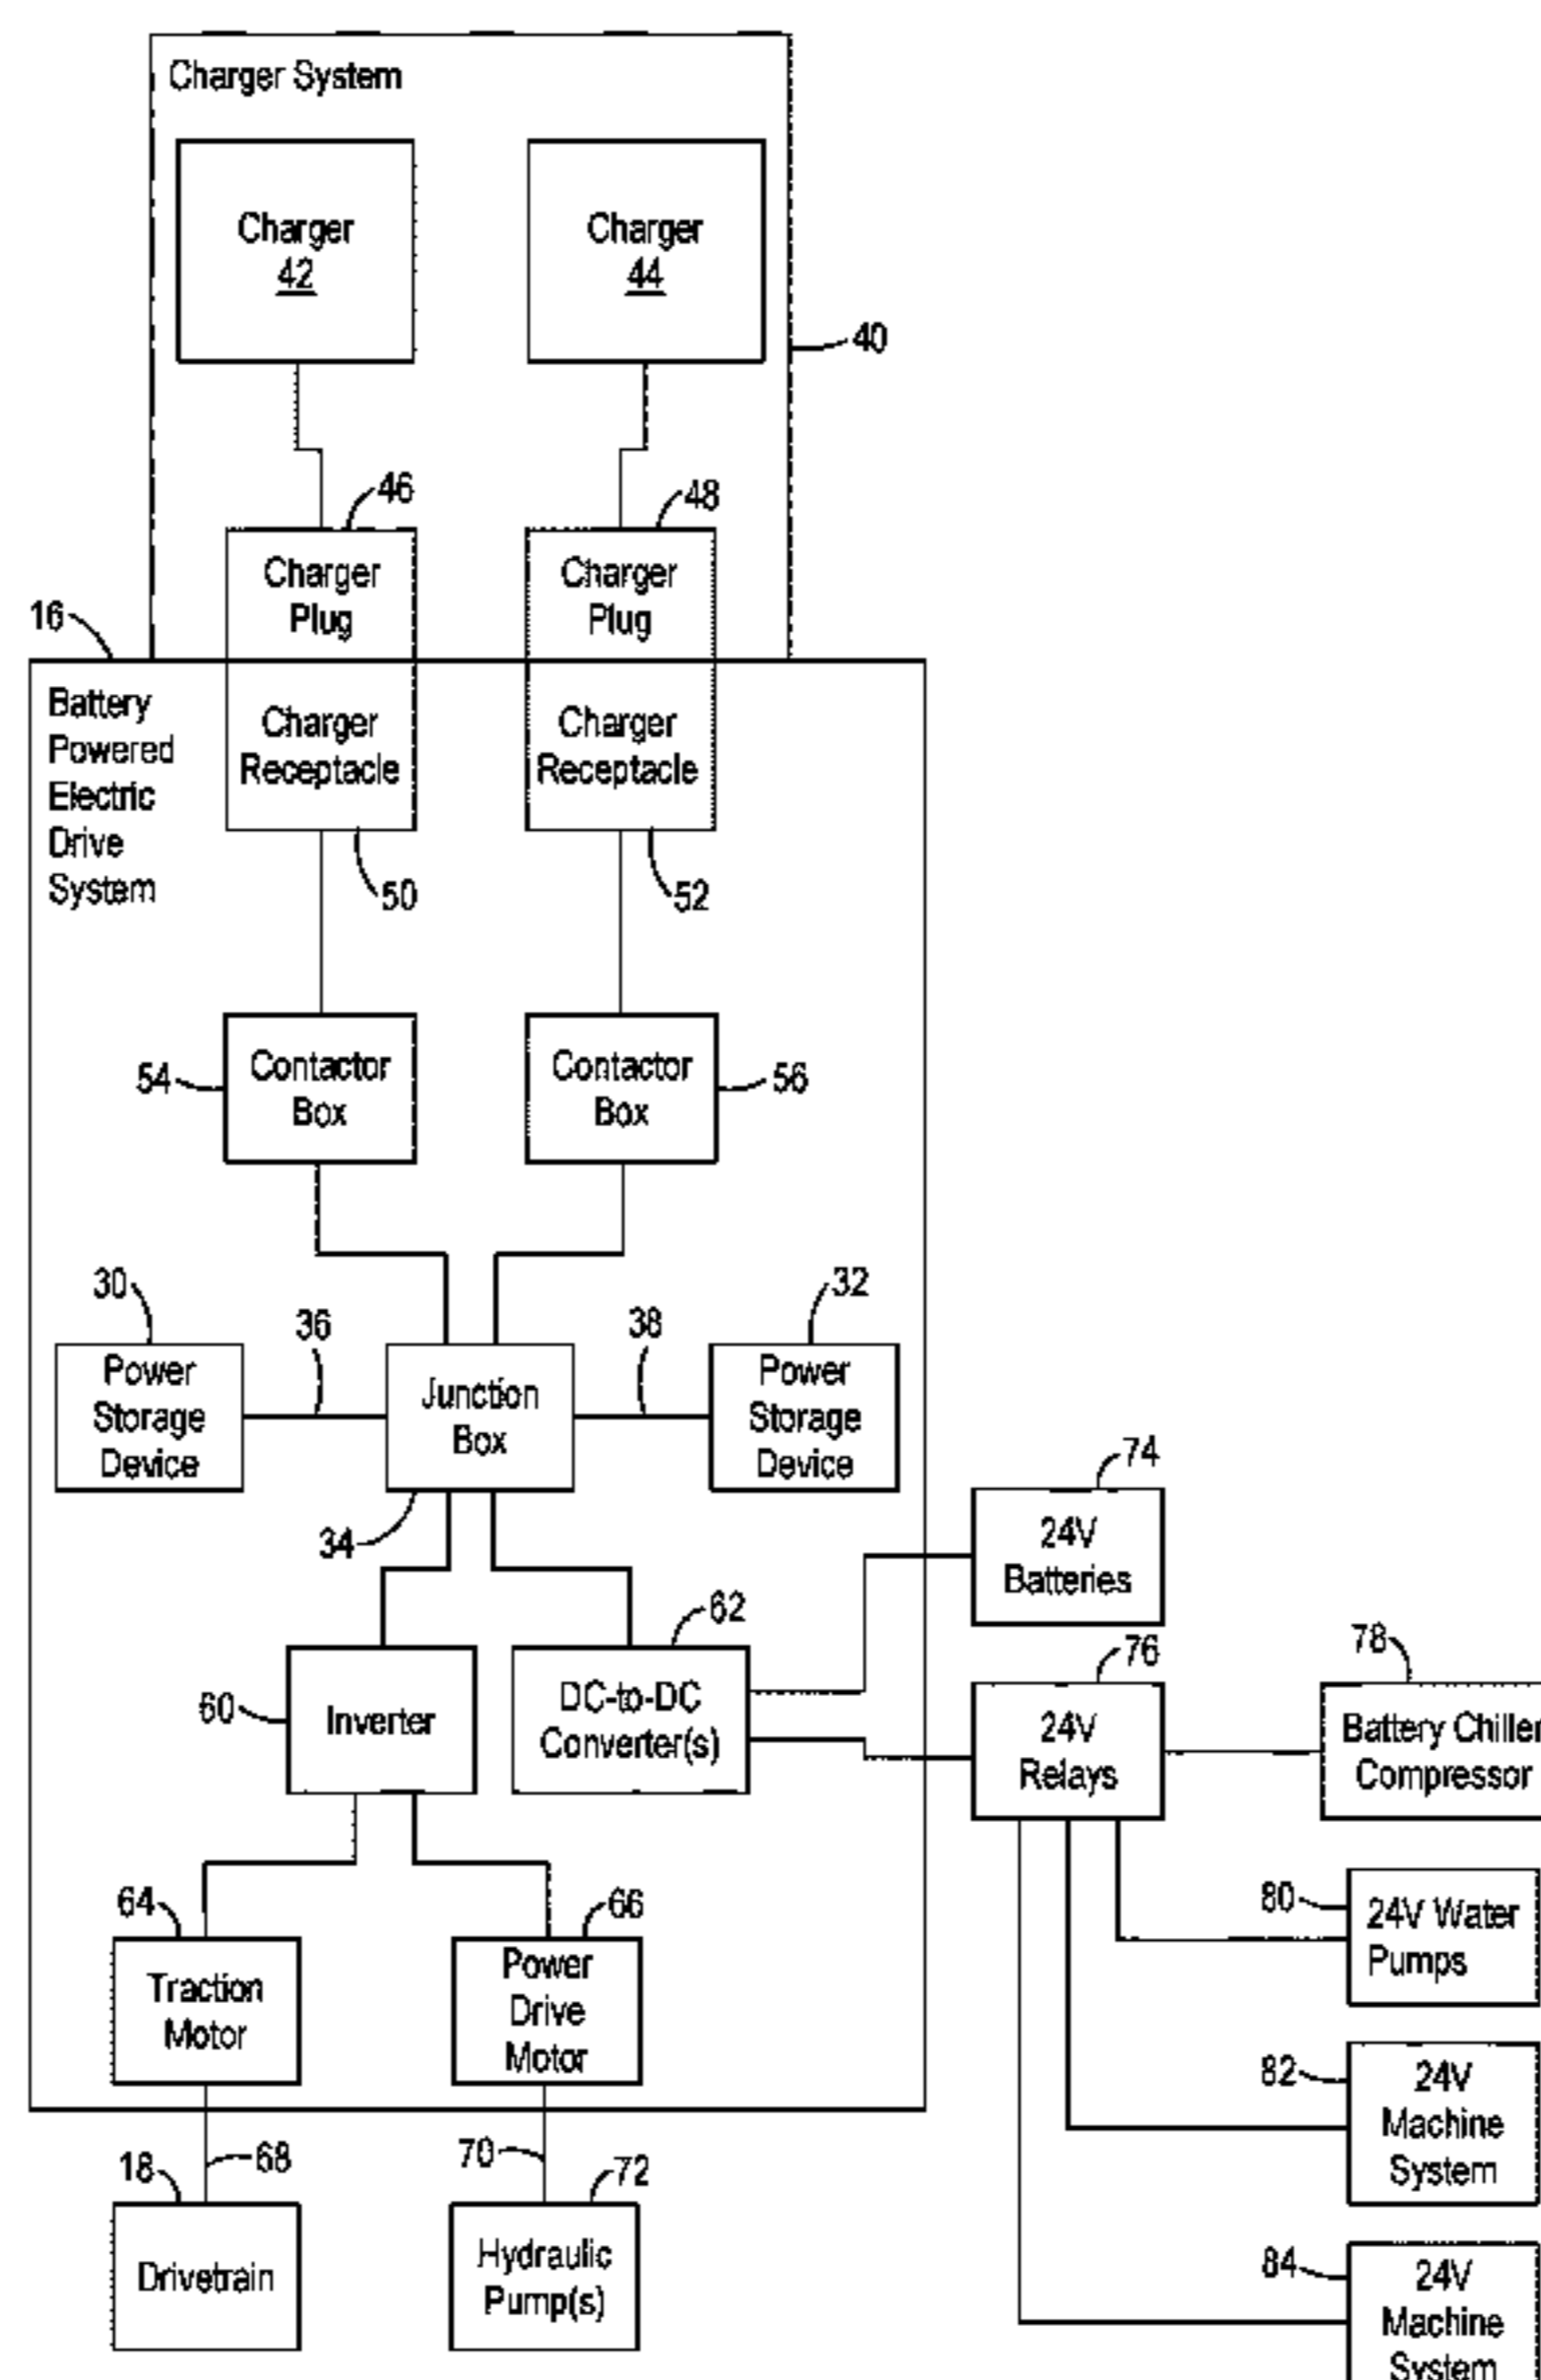 Charger System
Charger
42
Charger
44
40
46
48
Charger
Plug
Charger
Plug
16
Battery
Powered
Electric
Drive
System
Charger
Receptacle
Charger
Receptacle
50
52
54
Contactor
Box
Contactor
Box
56
30
36
38
32
Power
Storage
Device
Junction
Box
Power
Storage
Device
34
74
24V
Batteries
62
60
Inverter
DC-to-DC
Converter(s)
76
24V
Relays
78
Battery Chiller
Compressor
64
66
Traction
Motor
Power
Drive
Motor
80
24V Water
Pumps
82
24V
Machine
System
18
68
70
72
Drivetrain
Hydraulic
Pump(s)
84
24V
Machine
System